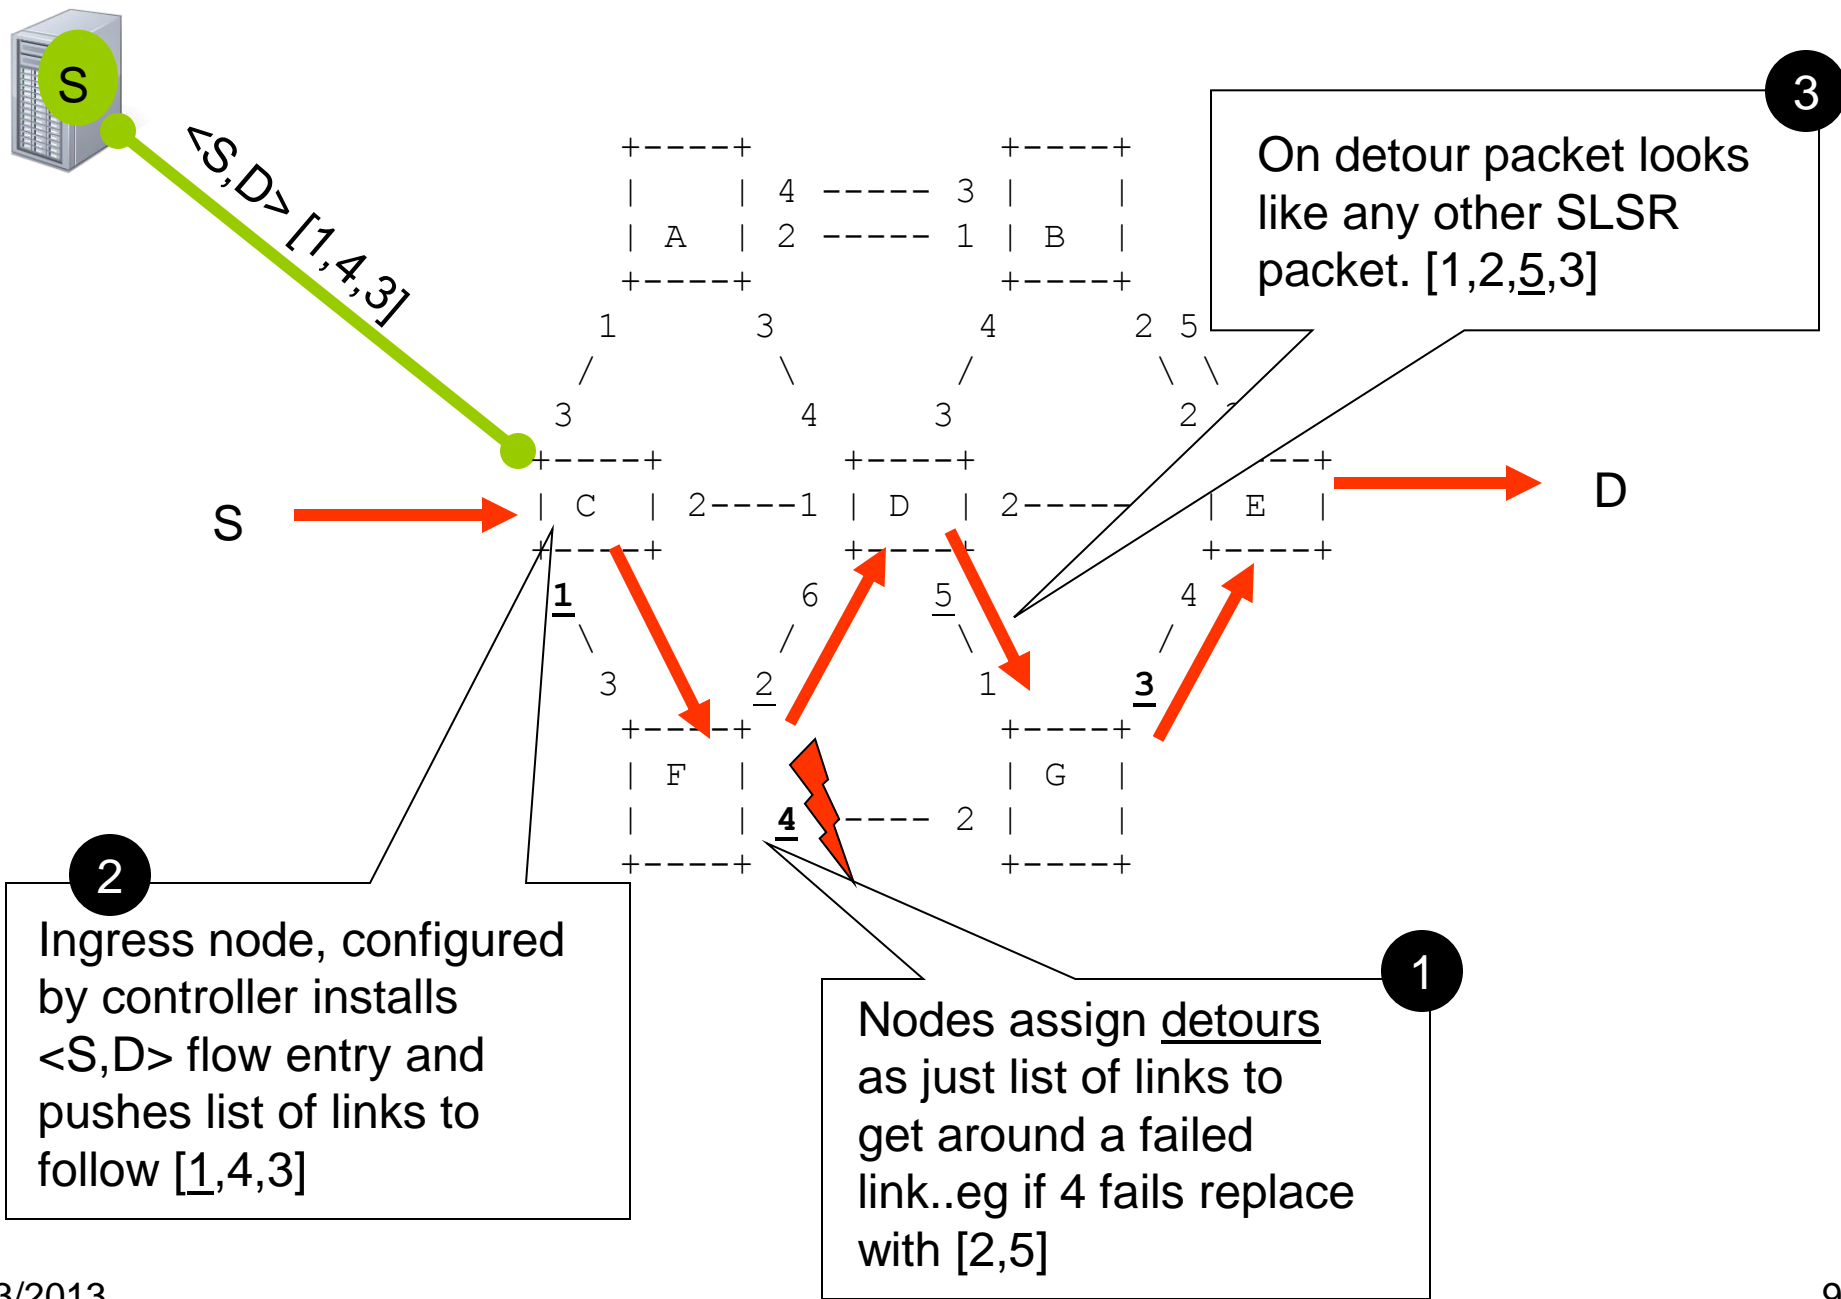 S
<S,D> [1,4,3]
3
On detour packet looks
like any other SLSR
packet. [1,2,5,3]
+----+ +----+
| | 4 ----- 3 | |
| A | 2 ----- 1 | B |
+----+ +----+
1 3 4 2 5
/ \ / \ \
3 4 3 2
+----+ +----+ --+
S | C | 2----1 | D | 2----- | E | D
+----+ +----+ +----+
1 6 5 4
\ / \ /
3 2 1 3
+----+ +----+
| F | | G |
| | 4 ---- 2 | |
+----+ +----+
2
Ingress node, configured
by controller installs
<S,D> flow entry and
pushes list of links to
follow [1,4,3]
1
Nodes assign detours
as just list of links to
get around a failed
link..eg if 4 fails replace
with [2,5]
3/2013
9